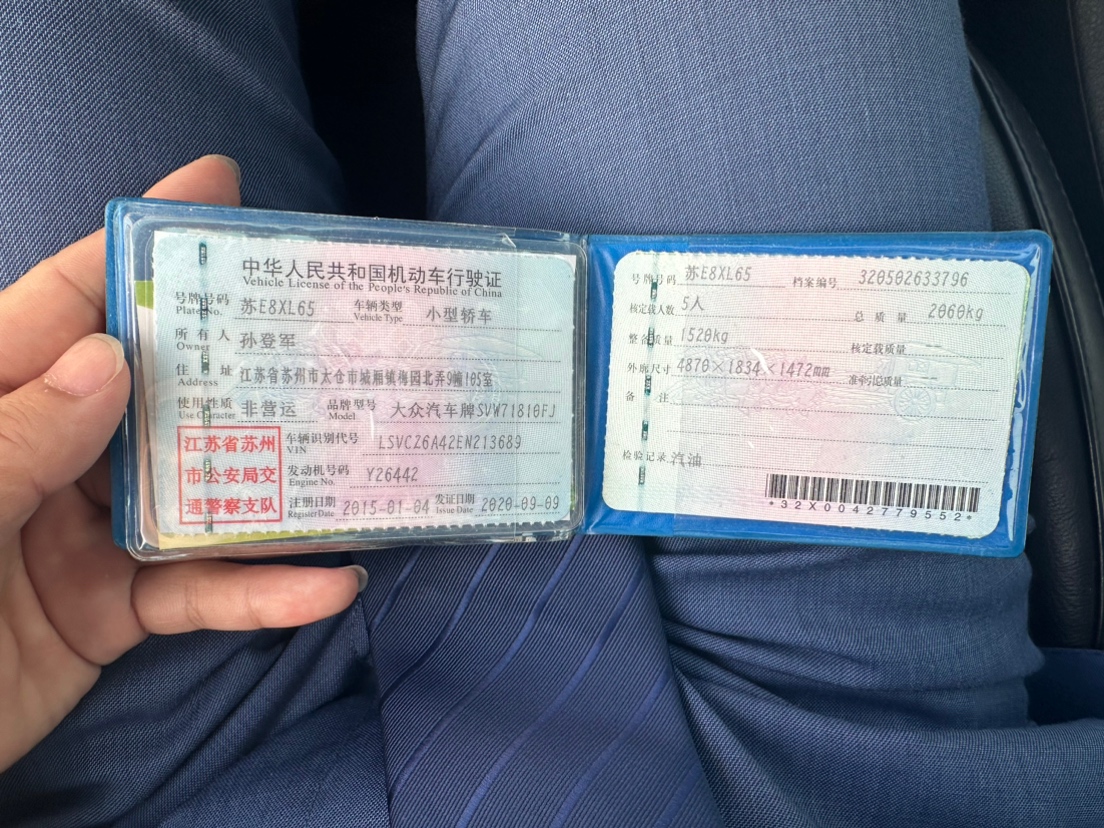 中华人民共和国机动车行驶证
Vehicle License of the People's Republic of China
号牌号码 苏E8XL65 车辆类型 小型轿车
Plate No. Vehicle Type
所有人 孙登军
Owner
住址 江苏省苏州市太仓市城厢镇梅园北弄9幢105室
Address
使用性质 非营运 品牌型号 大众汽车牌SVW71810FJ
Use Character Model
江苏省苏州
市公安局交
通警察支队
车辆识别代号 LSVCZ6A42EN213689
VIN
发动机号码 Y26442
Engine No.
注册日期 2015-01-04 发证日期 2020-09-09
Register Date Issue Date
号牌号码 苏E8XL65 档案编号 320502633796
核定载人数 5人 总质量 2060kg
整备质量 1520kg 核定载质量 --
外廓尺寸 4870×1834×1472毫米 准牵引总质量 --
备注
检验记录 汽油
*32X0042779552*